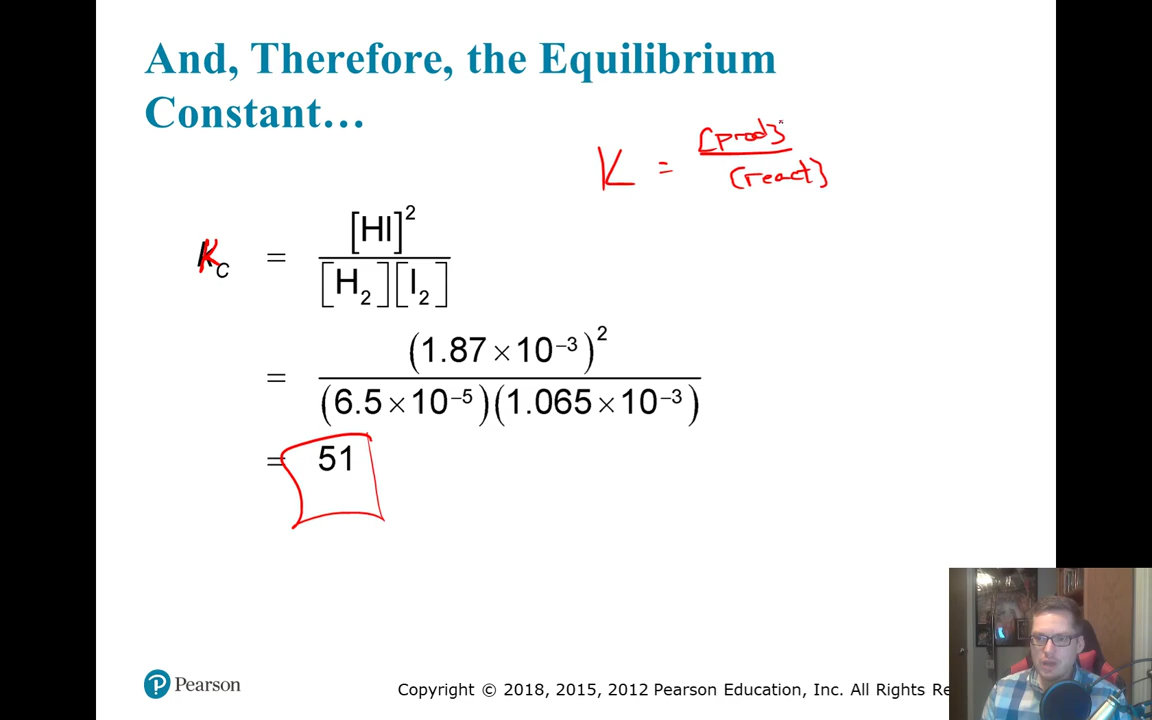 And, Therefore, the Equilibrium
Constant…
K = [prod]
[react]
Kc = [HI]²
[H₂][I₂]
= (1.87×10⁻³)²
(6.5×10⁻⁵)(1.065×10⁻³)
= 51
P Pearson
Copyright © 2018, 2015, 2012 Pearson Education, Inc. All Rights Re